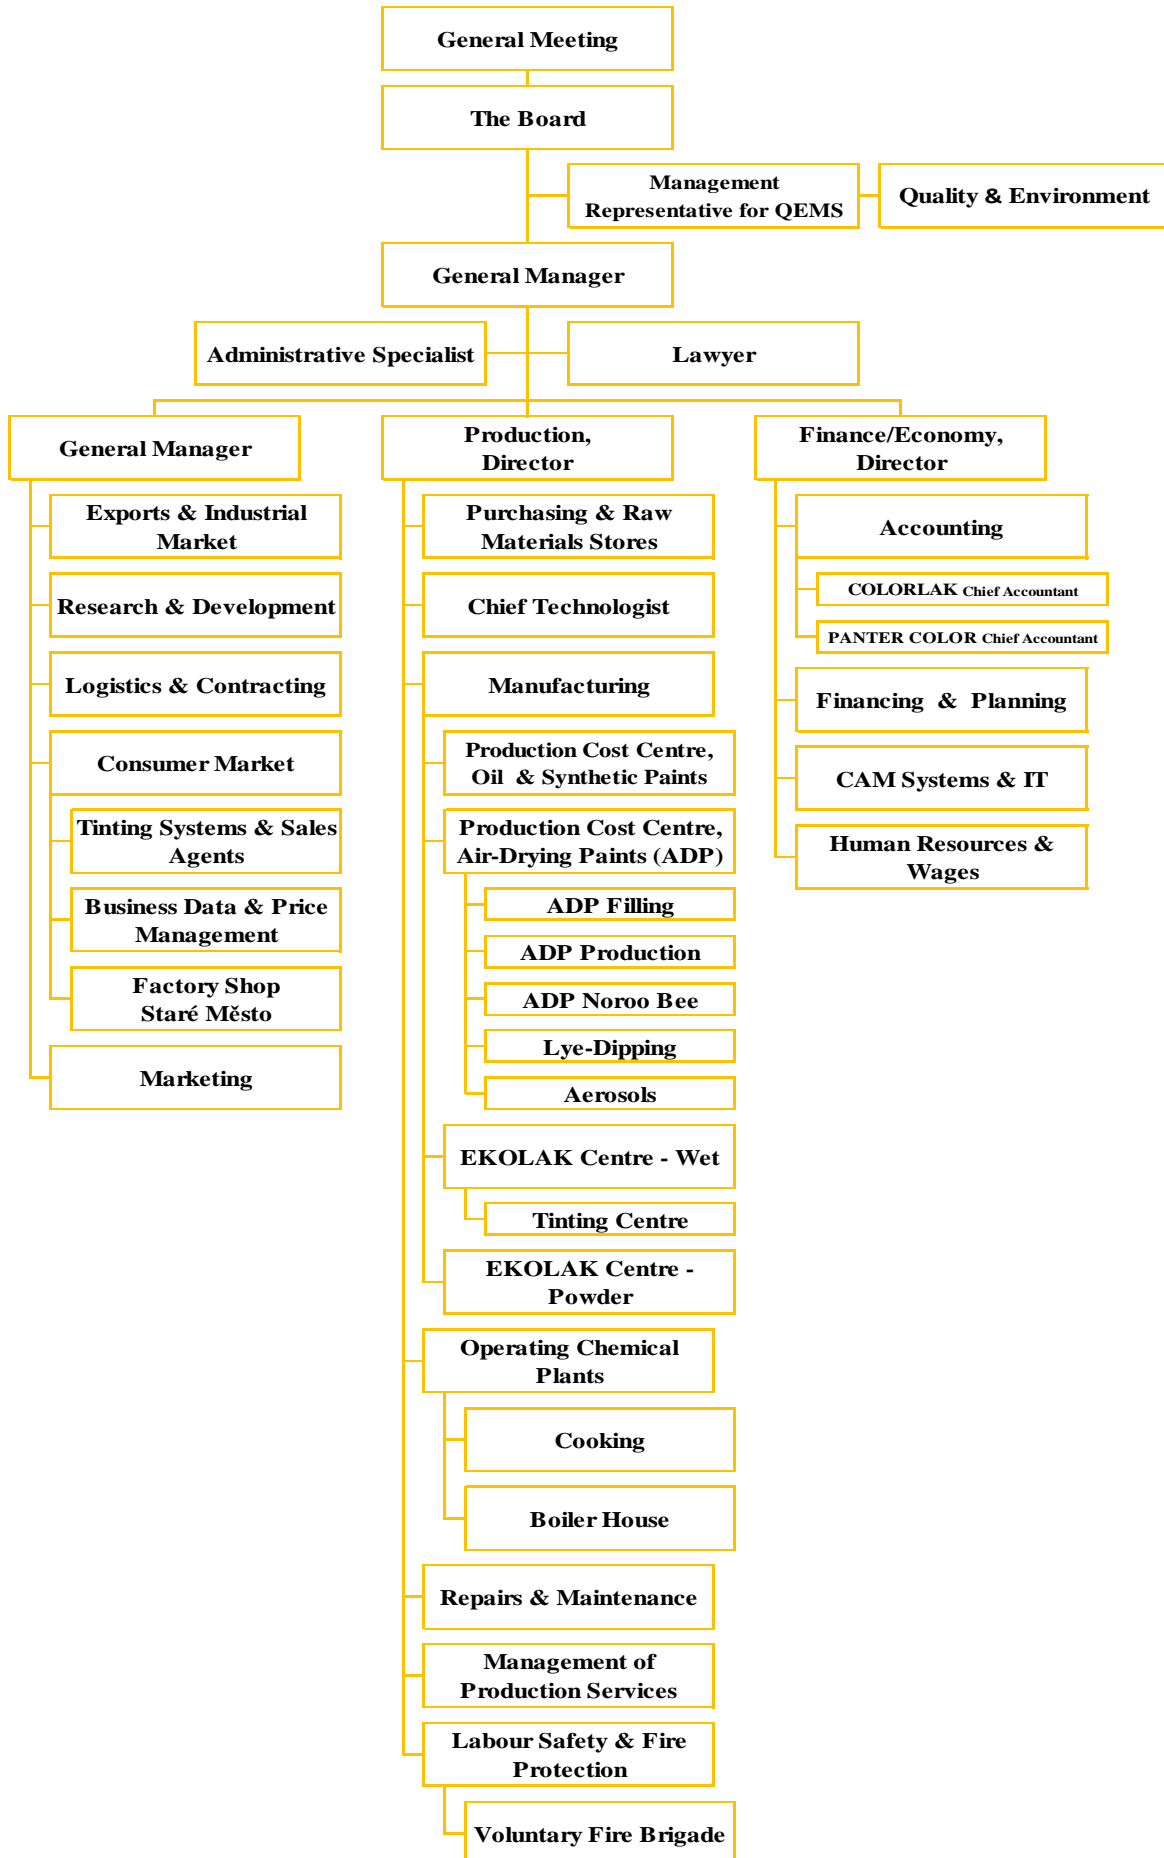 General Meeting
The Board
Management
Representative for QEMS
Quality & Environment
General Manager
Administrative Specialist
Lawyer
General Manager
Exports & Industrial
Market
Research & Development
Logistics & Contracting
Consumer Market
Tinting Systems & Sales
Agents
Business Data & Price
Management
Factory Shop
Staré Město
Marketing
Production,
Director
Purchasing & Raw
Materials Stores
Chief Technologist
Manufacturing
Production Cost Centre,
Oil & Synthetic Paints
Production Cost Centre,
Air-Drying Paints (ADP)
ADP Filling
ADP Production
ADP Noroo Bee
Lye-Dipping
Aerosols
EKOLAK Centre - Wet
Tinting Centre
EKOLAK Centre -
Powder
Operating Chemical
Plants
Cooking
Boiler House
Repairs & Maintenance
Management of
Production Services
Labour Safety & Fire
Protection
Voluntary Fire Brigade
Finance/Economy,
Director
Accounting
COLORLAK Chief Accountant
PANTER COLOR Chief Accountant
Financing & Planning
CAM Systems & IT
Human Resources &
Wages